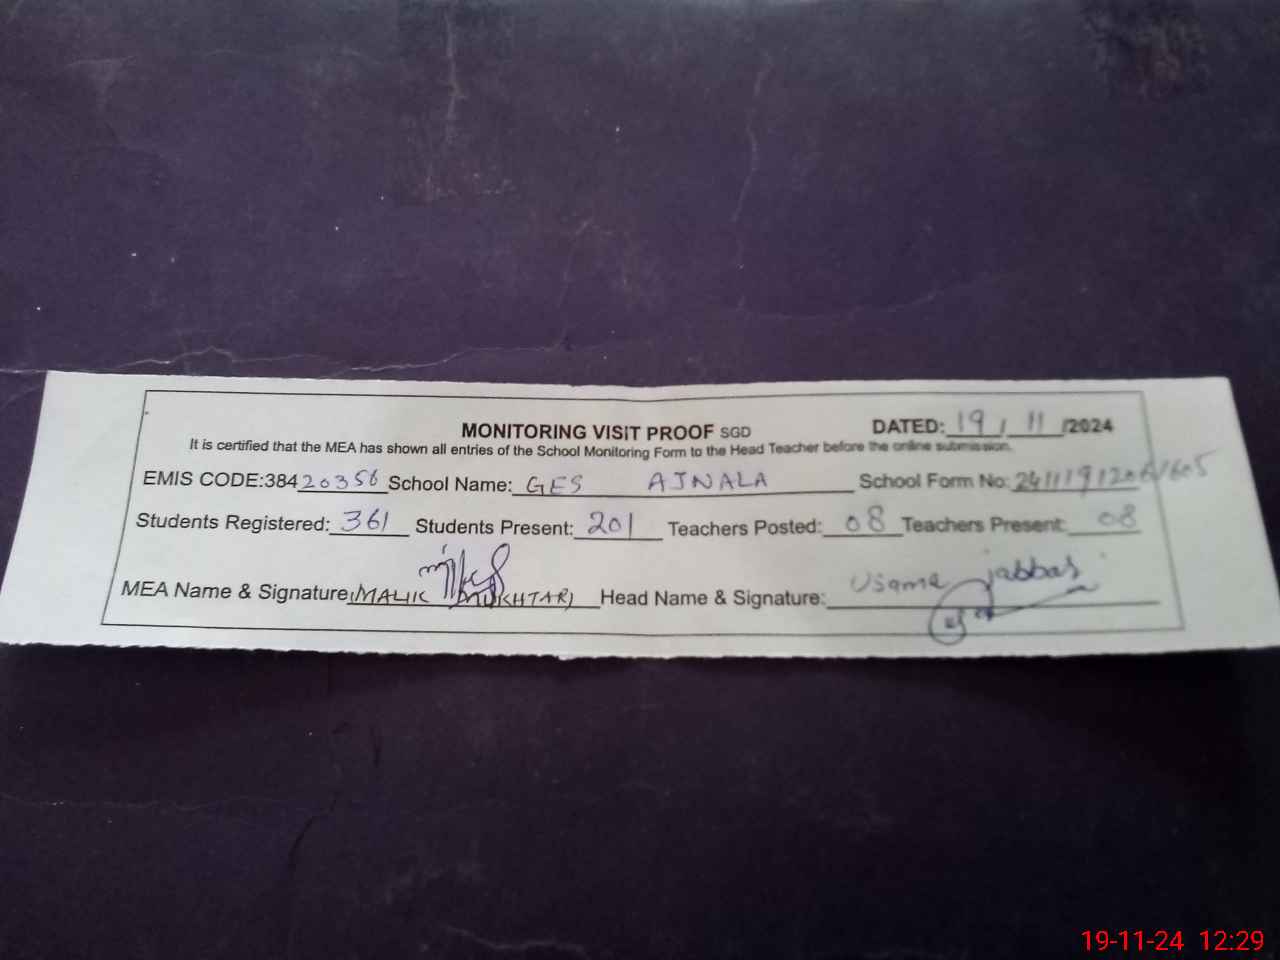 MONITORING VISIT PROOF SGD DATED: 19 / 11 /2024
It is certified that the MEA has shown all entries of the School Monitoring Form to the Head Teacher before the online submission.
EMIS CODE:38420356 School Name: GES AJNALA School Form No:
Students Registered: 361 Students Present: 201 Teachers Posted: 08 Teachers Present: 08
MEA Name & Signature (MALIK MUKHTAR) Head Name & Signature: Usama jabbas
19-11-24 12:29